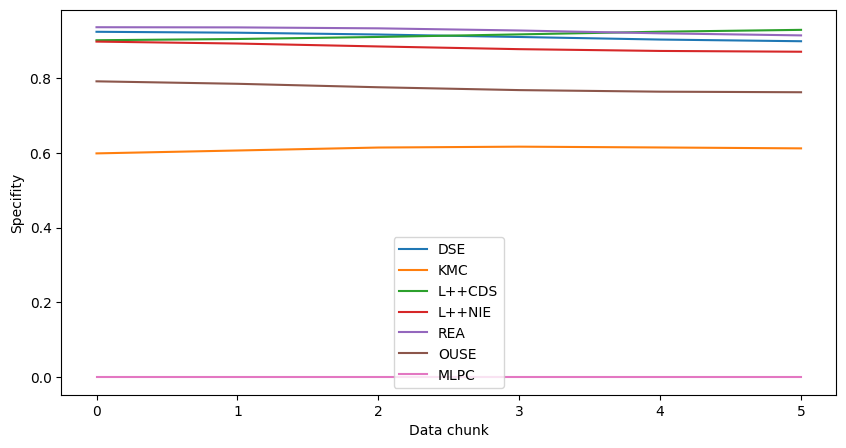 0.8
0.6
0.4
0.2
0.0
Specifity
DSE
KMC
L++CDS
L++NIE
REA
OUSE
MLPC
0 1 2 3 4 5
Data chunk